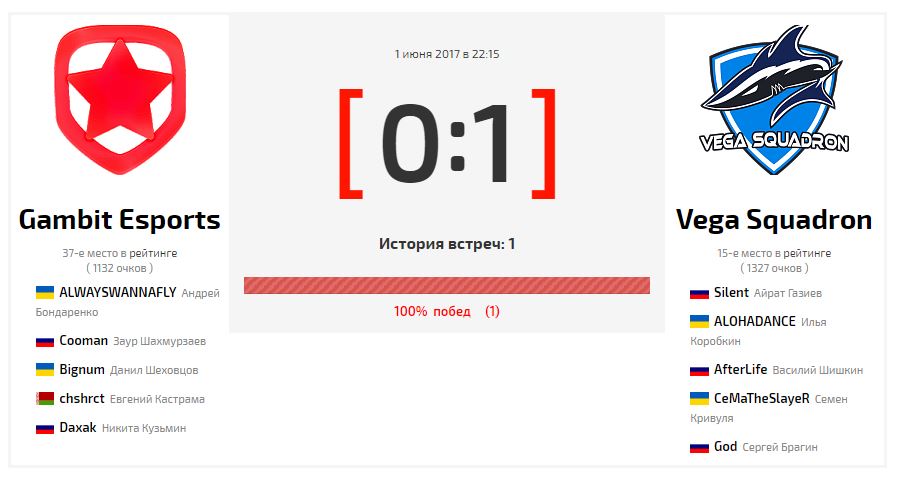 1 июня 2017 в 22:15
[ 0:1 ]
История встреч: 1
100% побед (1)
Gambit Esports
37-е место в рейтинге
( 1132 очков )
ALWAYSWANNAFLY Андрей
Бондаренко
Cooman Заур Шахмурзаев
Bignum Данил Шеховцов
chshrct Евгений Кастрама
Daxak Никита Кузьмин
VEGA SQUADRON
Vega Squadron
15-е место в рейтинге
( 1327 очков )
Silent Айрат Газиев
ALOHADANCE Илья
Коробкин
AfterLife Василий Шишкин
CeMaTheSlayeR Семен
Кривуля
God Сергей Брагин